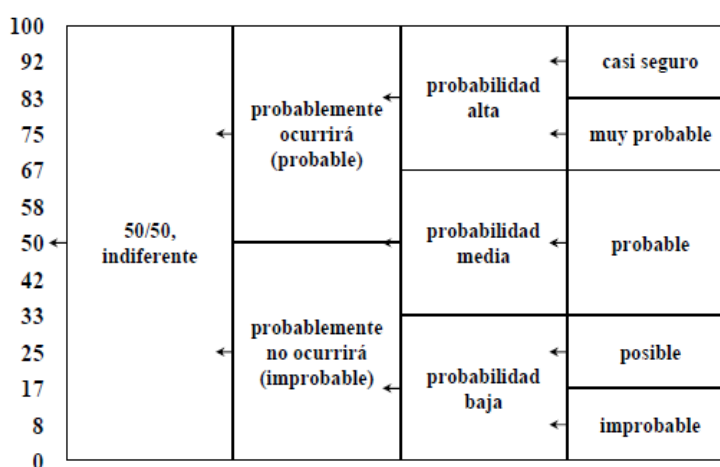 100
92
83
75
67
58
50
42
33
25
17
8
0
50/50,
indiferente
probablemente
ocurrirá
(probable)
probablemente
no ocurrirá
(improbable)
probabilidad
alta
probabilidad
media
probabilidad
baja
casi seguro
muy probable
probable
posible
improbable